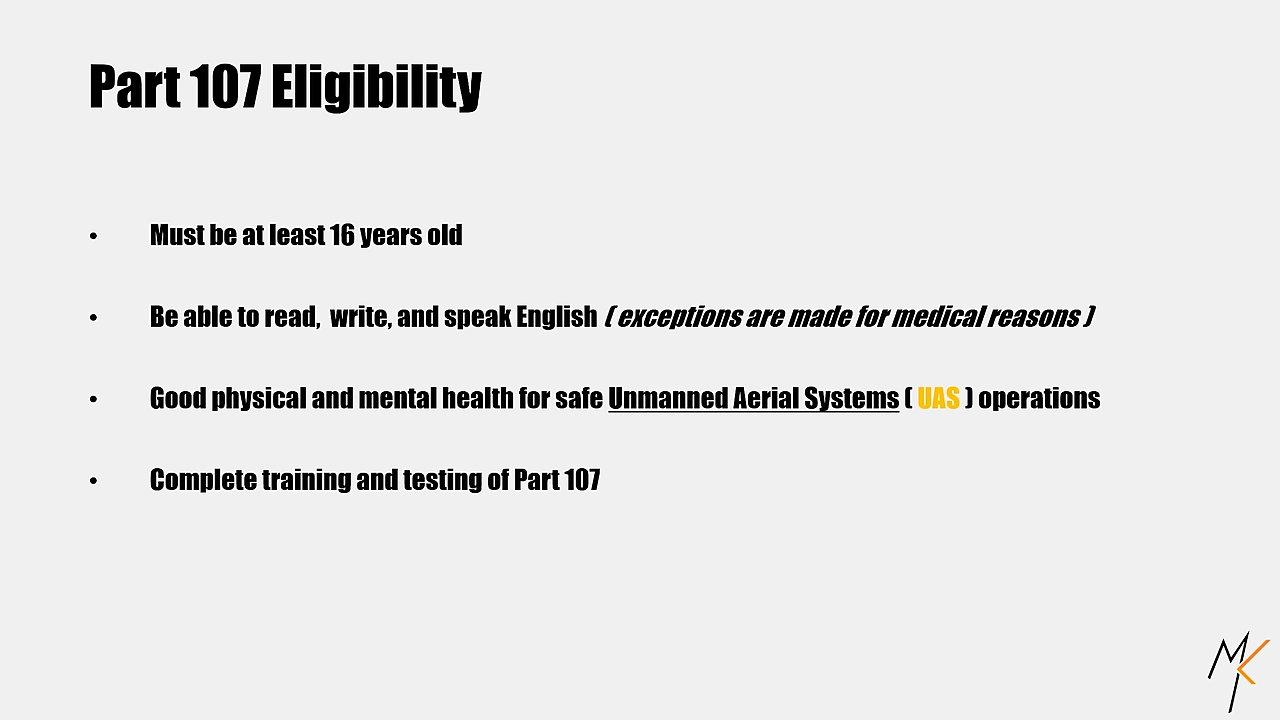 Part 107 Eligibility
• Must be at least 16 years old
• Be able to read, write, and speak English ( exceptions are made for medical reasons )
• Good physical and mental health for safe Unmanned Aerial Systems ( UAS ) operations
• Complete training and testing of Part 107
MK